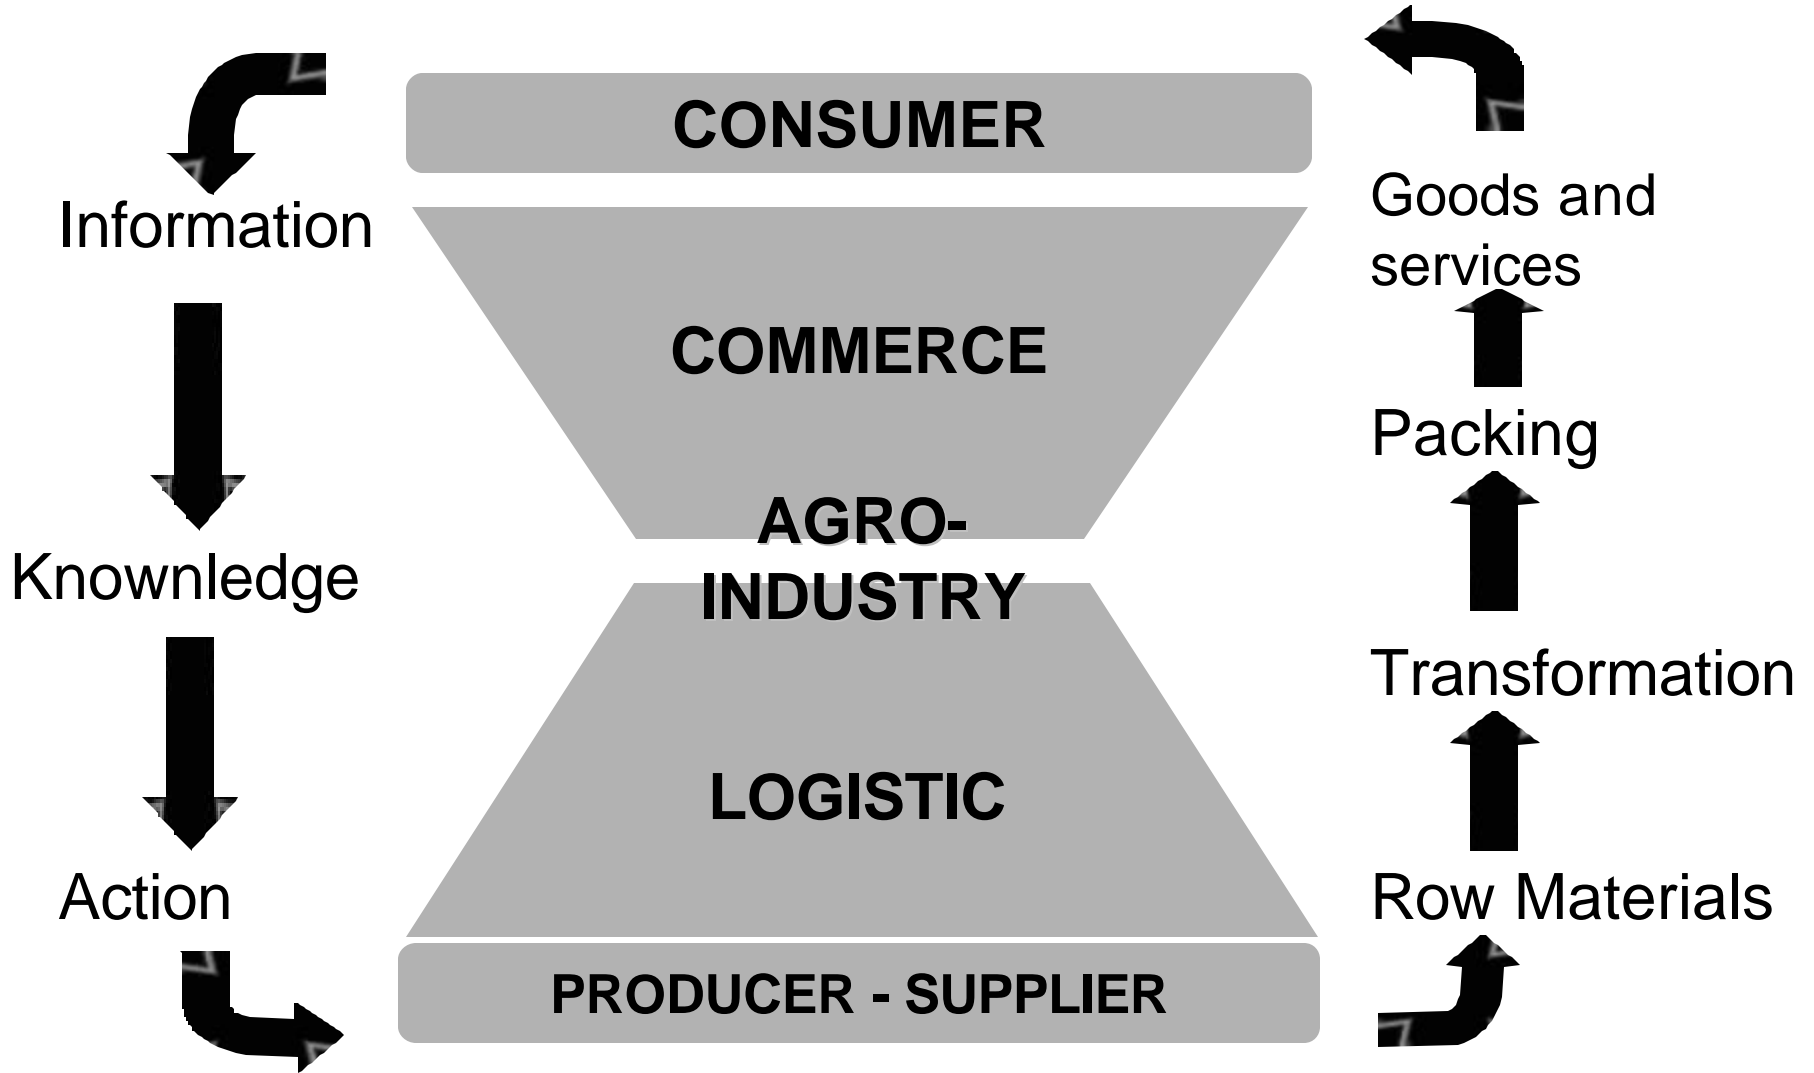 CONSUMER
Information
Goods and
services
COMMERCE
Packing
AGRO-
INDUSTRY
Knownledge
Transformation
LOGISTIC
Action
Row Materials
PRODUCER - SUPPLIER